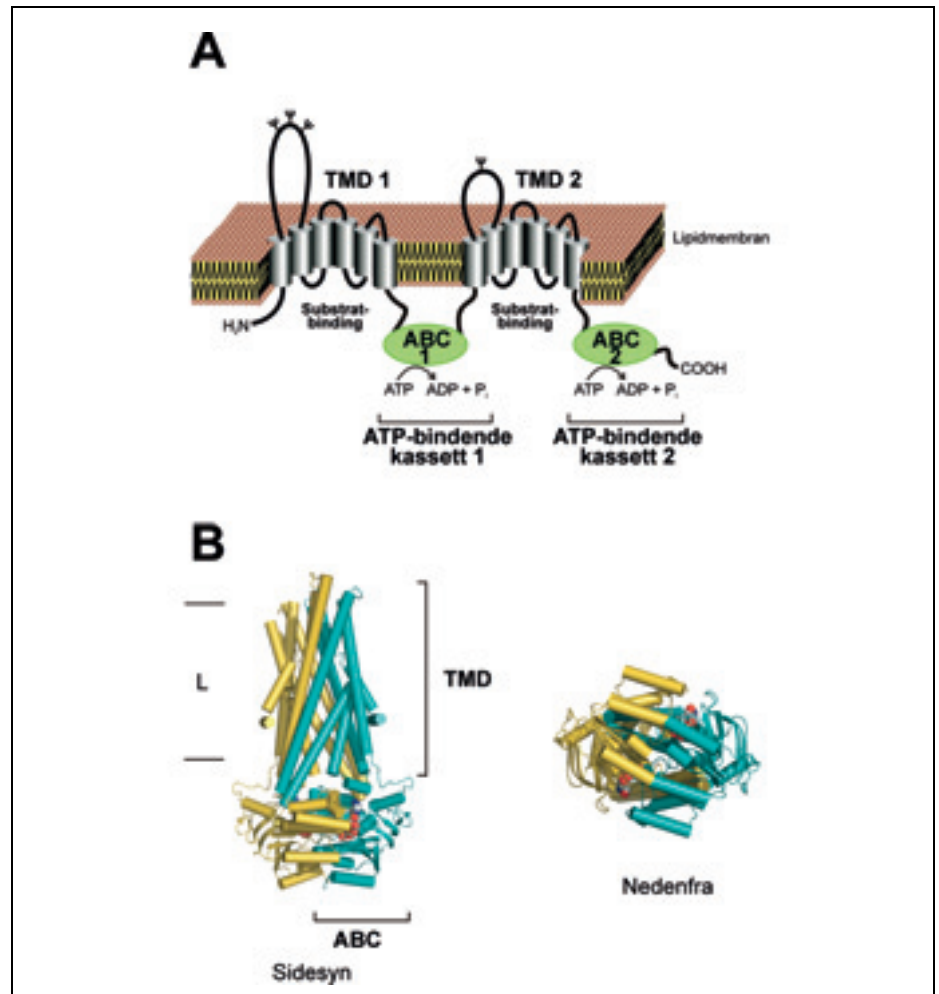 A
TMD 1
TMD 2
Lipidmembran
Substrat-
binding
Substrat-
binding
H₂N
ABC
1
ABC
2
COOH
ATP ADP + Pᵢ
ATP ADP + Pᵢ
ATP-bindende
kassett 1
ATP-bindende
kassett 2
B
L
TMD
ABC
Sidesyn
Nedenfra